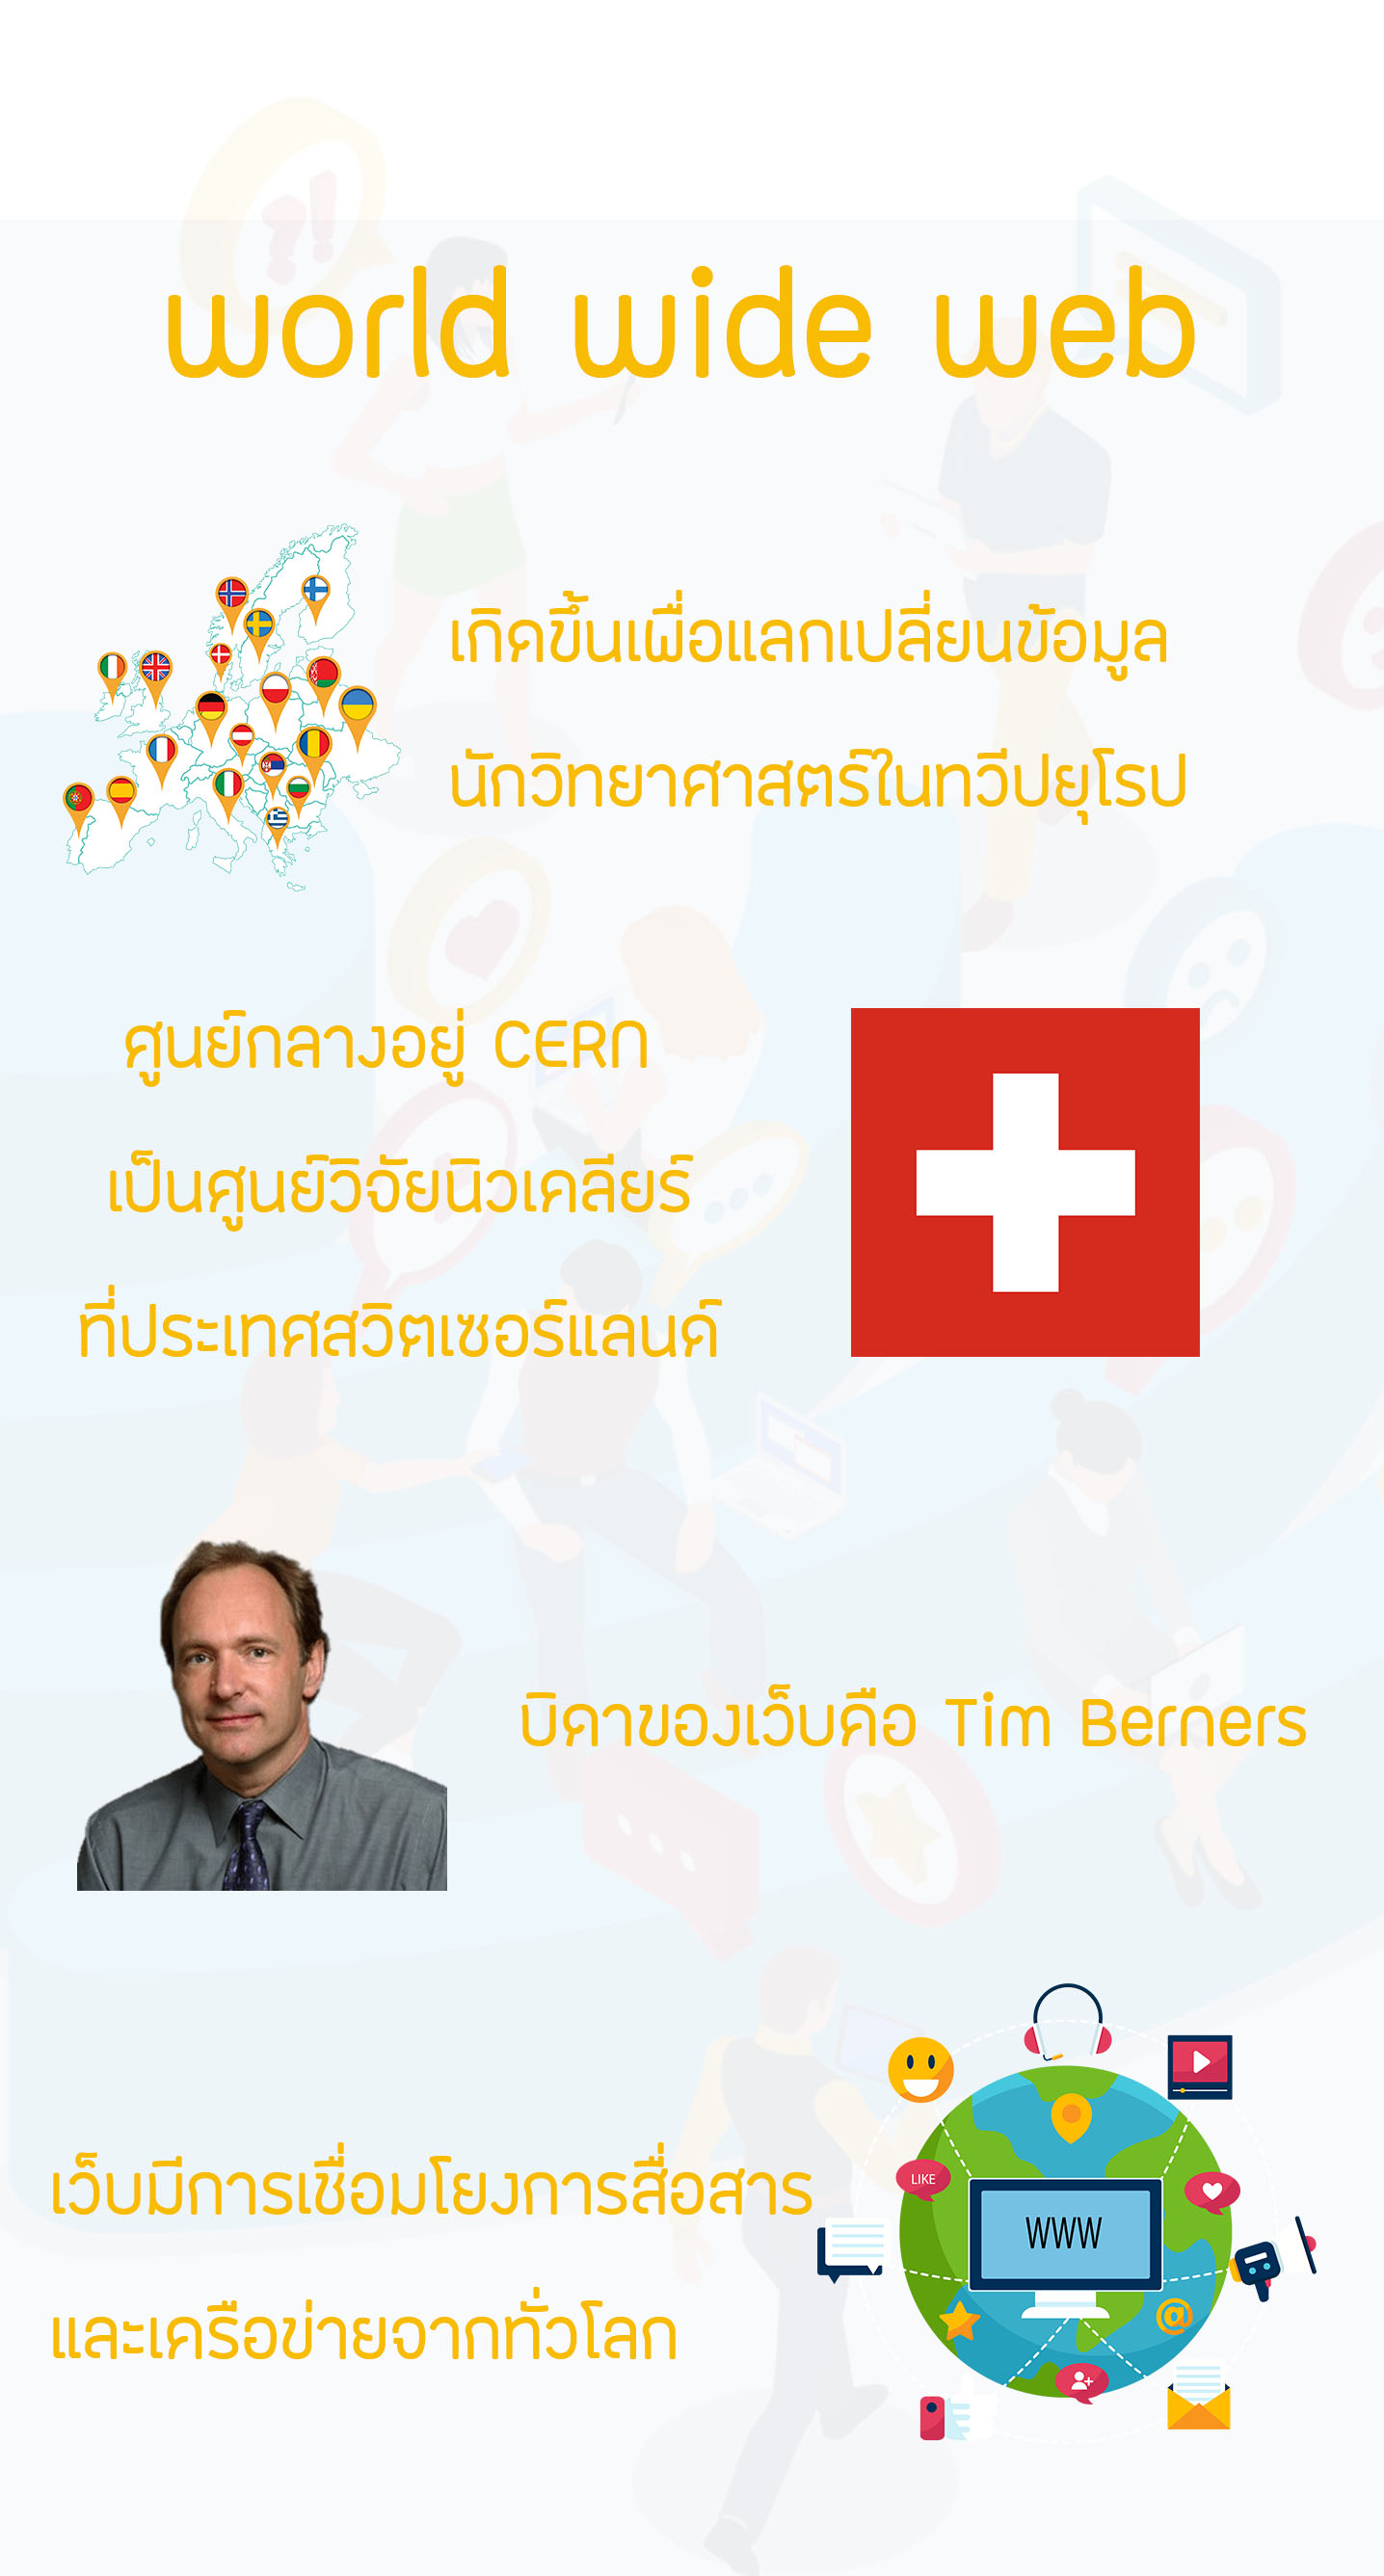 world wide web
เกิดขึ้นเพื่อแลกเปลี่ยนข้อมูล
นักวิทยาศาสตร์ในทวีปยุโรป
ศูนย์กลางอยู่ CERN
เป็นศูนย์วิจัยนิวเคลียร์
ที่ประเทศสวิตเซอร์แลนด์
บิดาของเว็บคือ Tim Berners
เว็บมีการเชื่อมโยงการสื่อสาร
และเครือข่ายจากทั่วโลก
LIKE
WWW
@